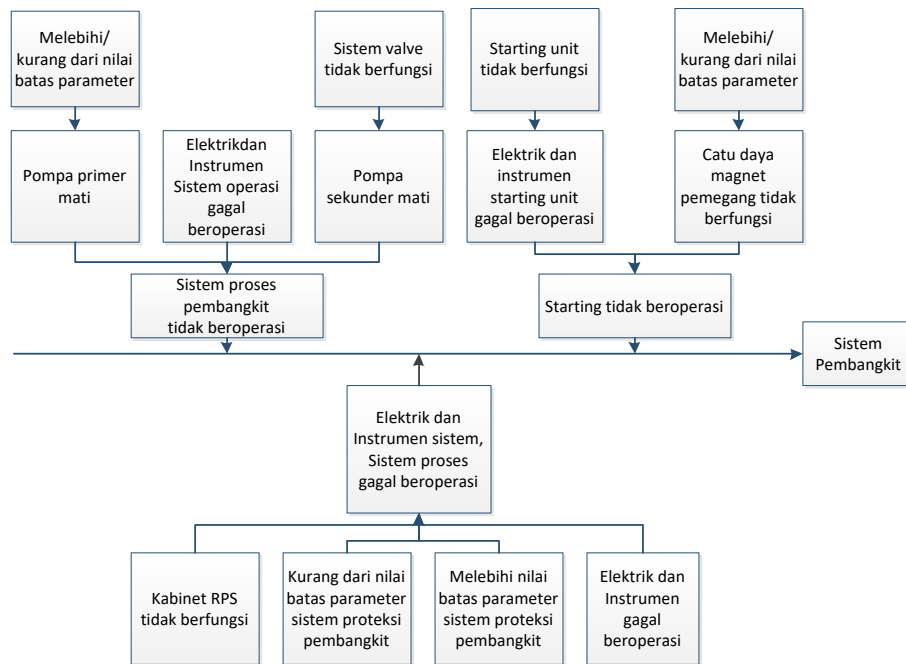 Melebihi/
kurang dari nilai
batas parameter
Sistem valve
tidak berfungsi
Starting unit
tidak berfungsi
Melebihi/
kurang dari nilai
batas parameter
Pompa primer
mati
Elektrikdan
Instrumen
Sistem operasi
gagal
beroperasi
Pompa
sekunder mati
Elektrik dan
instrumen
starting unit
gagal beroperasi
Catu daya
magnet
pemegang tidak
berfungsi
Sistem proses
pembangkit
tidak beroperasi
Starting tidak beroperasi
Sistem
Pembangkit
Elektrik dan
Instrumen sistem,
Sistem proses
gagal beroperasi
Kabinet RPS
tidak berfungsi
Kurang dari nilai
batas parameter
sistem proteksi
pembangkit
Melebihi nilai
batas parameter
sistem proteksi
pembangkit
Elektrik dan
Instrumen
gagal
beroperasi